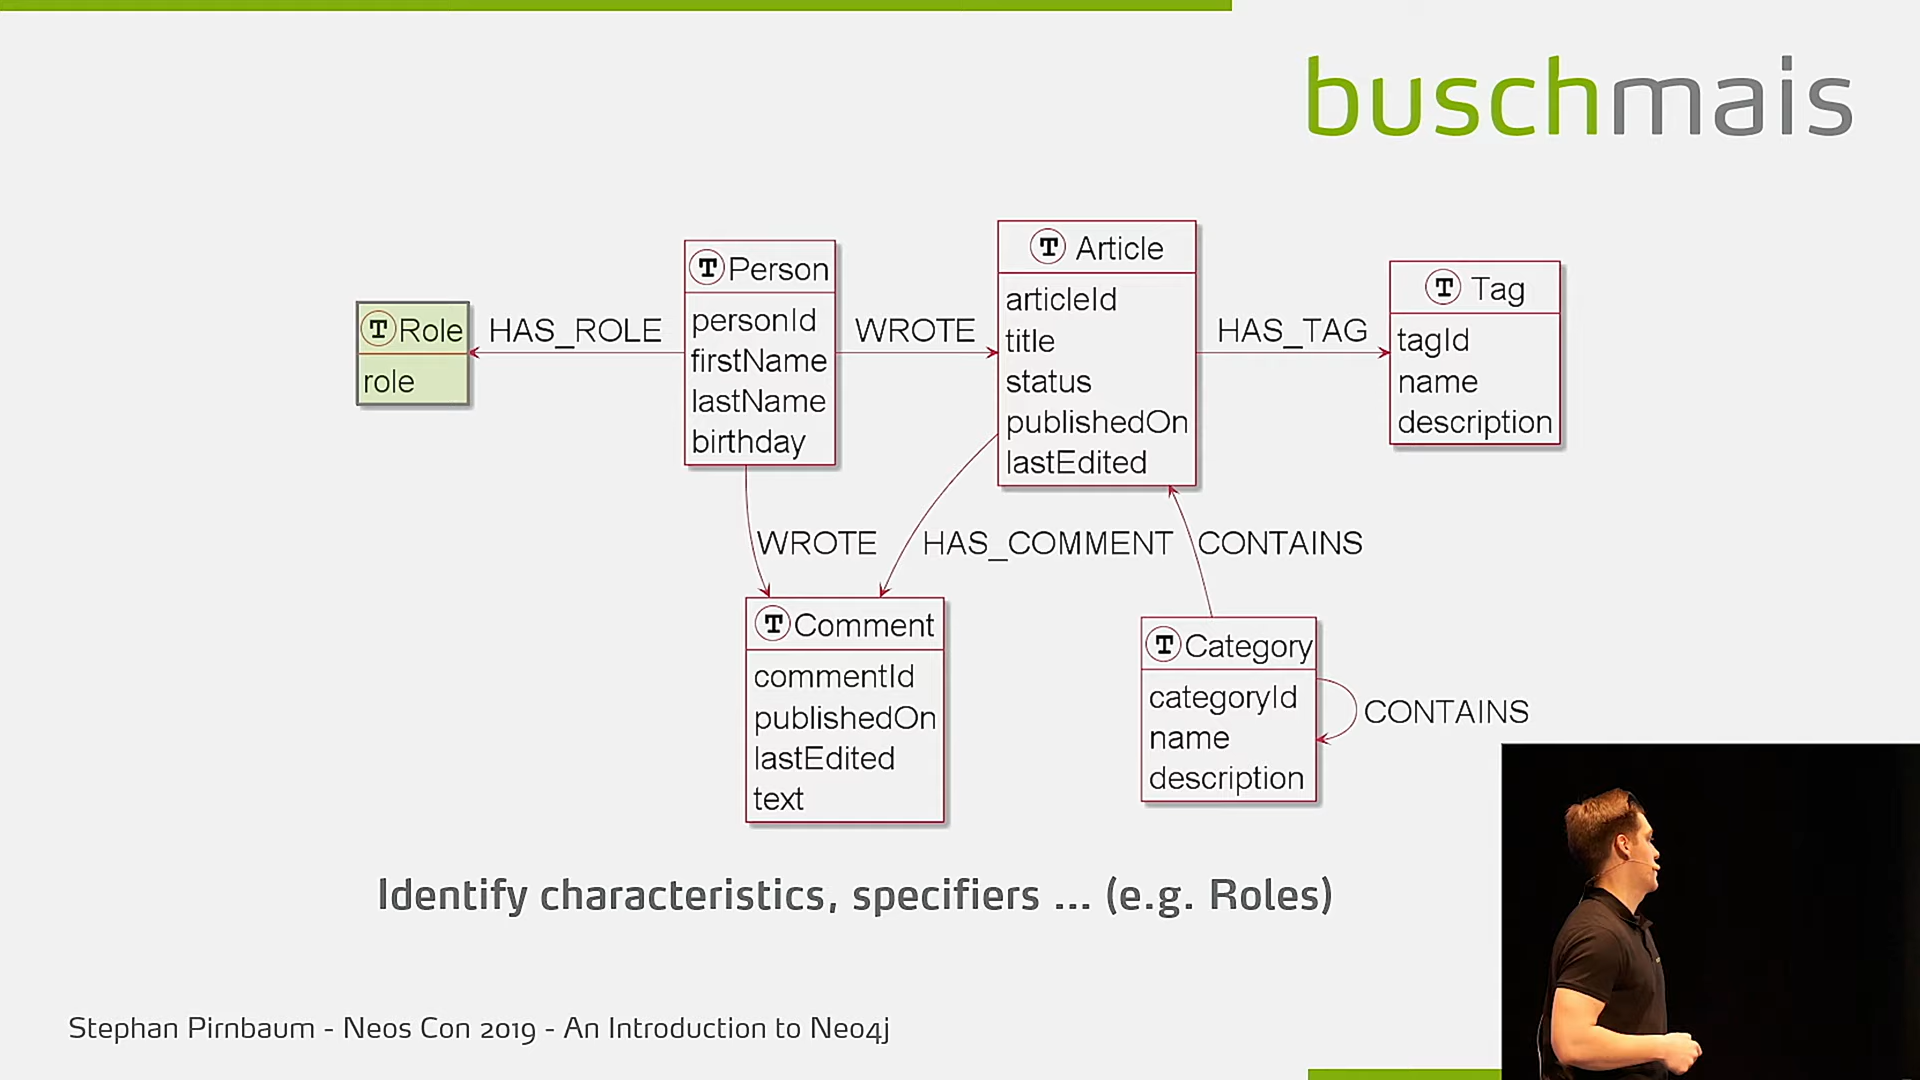 buschmais
T Role
role
HAS_ROLE
T Person
personId
firstName
lastName
birthday
WROTE
T Article
articleId
title
status
publishedOn
lastEdited
HAS_TAG
T Tag
tagId
name
description
WROTE
HAS_COMMENT
CONTAINS
T Comment
commentId
publishedOn
lastEdited
text
T Category
categoryId
name
description
CONTAINS
Identify characteristics, specifiers ... (e.g. Roles)
Stephan Pirnbaum - Neos Con 2019 - An Introduction to Neo4j